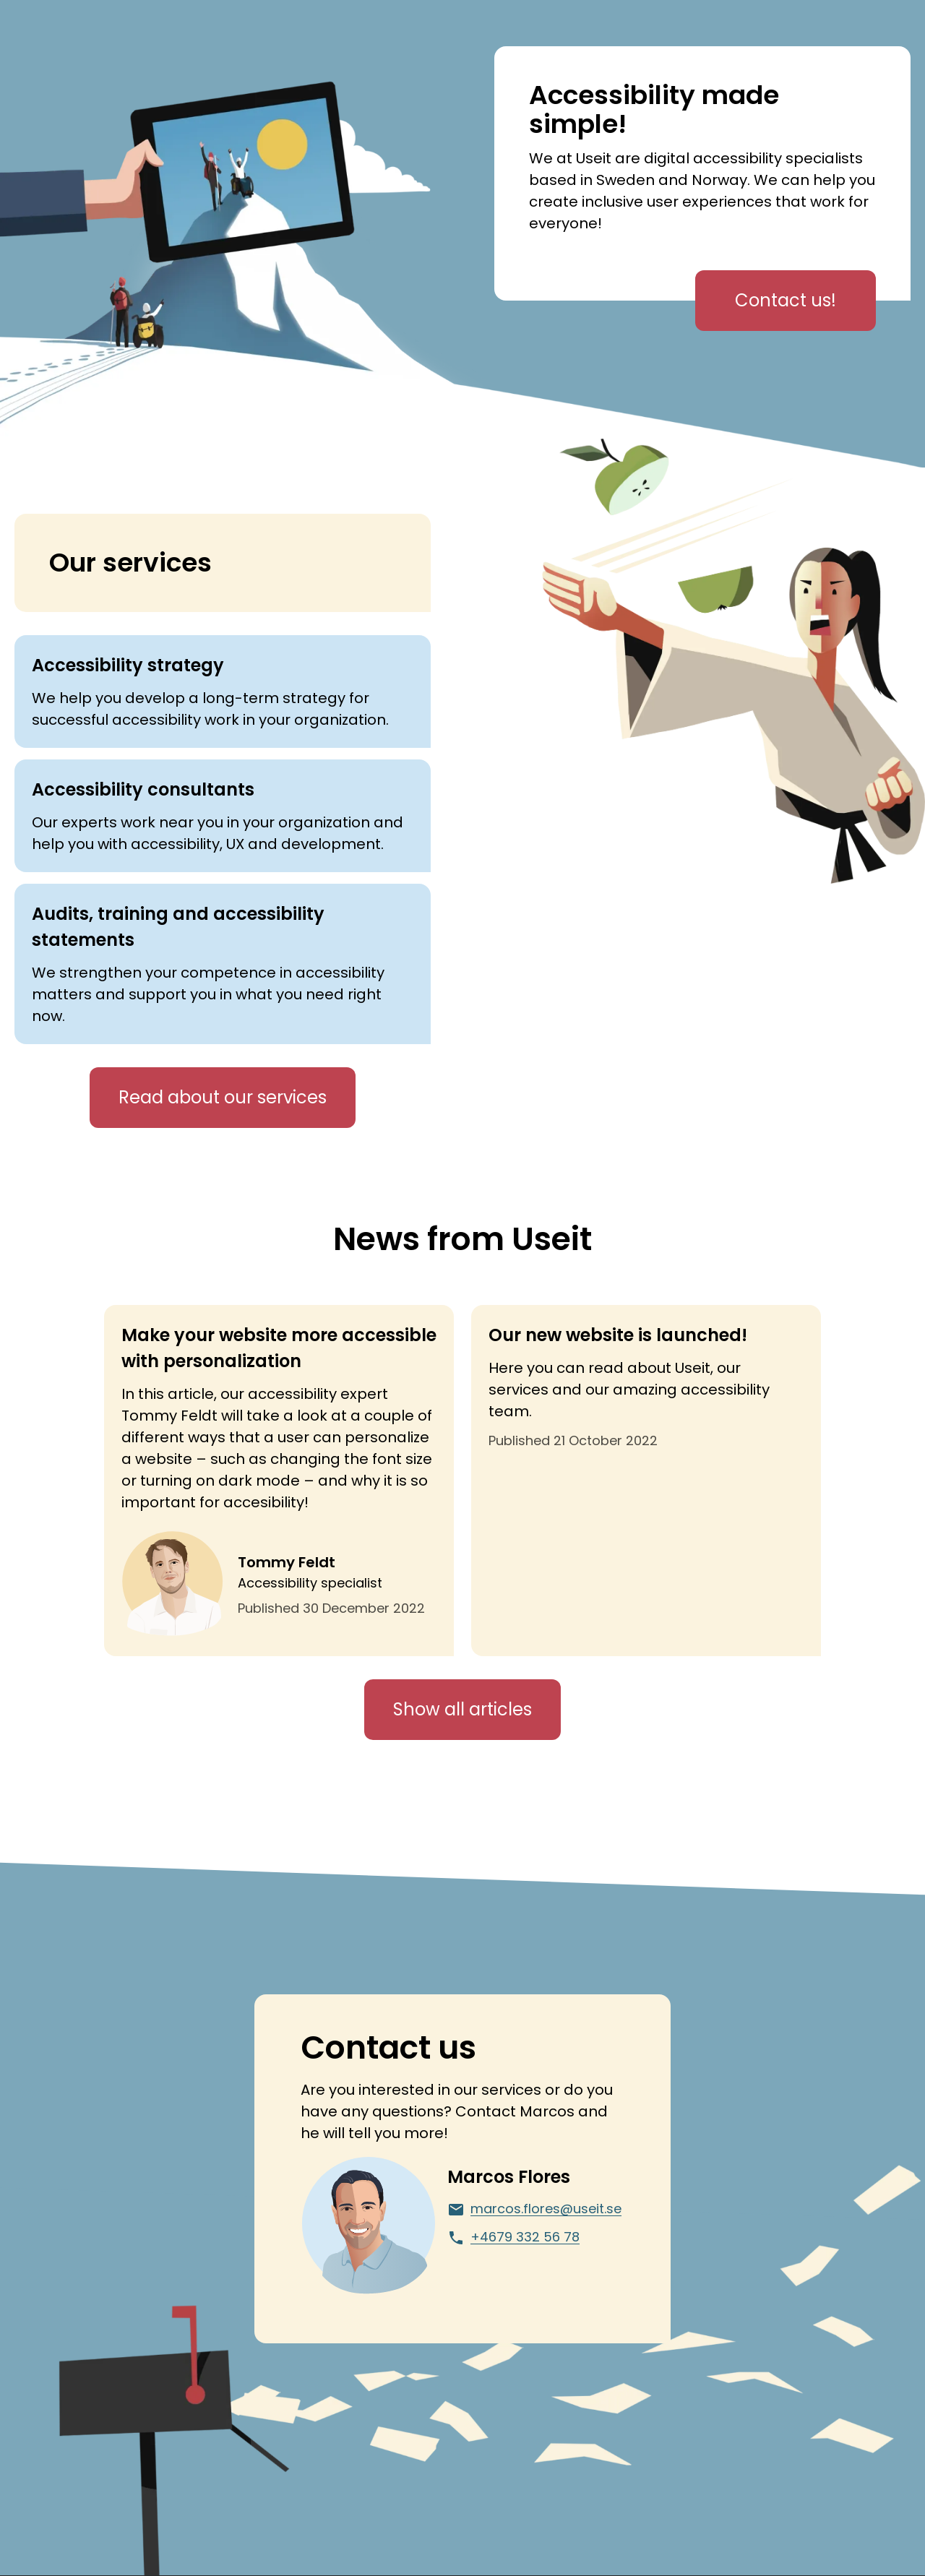 Accessibility made
simple!
We at Useit are digital accessibility specialists
based in Sweden and Norway. We can help you
create inclusive user experiences that work for
everyone!
Contact us!
Our services
Accessibility strategy
We help you develop a long-term strategy for
successful accessibility work in your organization.
Accessibility consultants
Our experts work near you in your organization and
help you with accessibility, UX and development.
Audits, training and accessibility
statements
We strengthen your competence in accessibility
matters and support you in what you need right
now.
Read about our services
News from Useit
Make your website more accessible
with personalization
In this article, our accessibility expert
Tommy Feldt will take a look at a couple of
different ways that a user can personalize
a website – such as changing the font size
or turning on dark mode – and why it is so
important for accesibility!
Tommy Feldt
Accessibility specialist
Published 30 December 2022
Our new website is launched!
Here you can read about Useit, our
services and our amazing accessibility
team.
Published 21 October 2022
Show all articles
Contact us
Are you interested in our services or do you
have any questions? Contact Marcos and
he will tell you more!
Marcos Flores
marcos.flores@useit.se
+4679 332 56 78